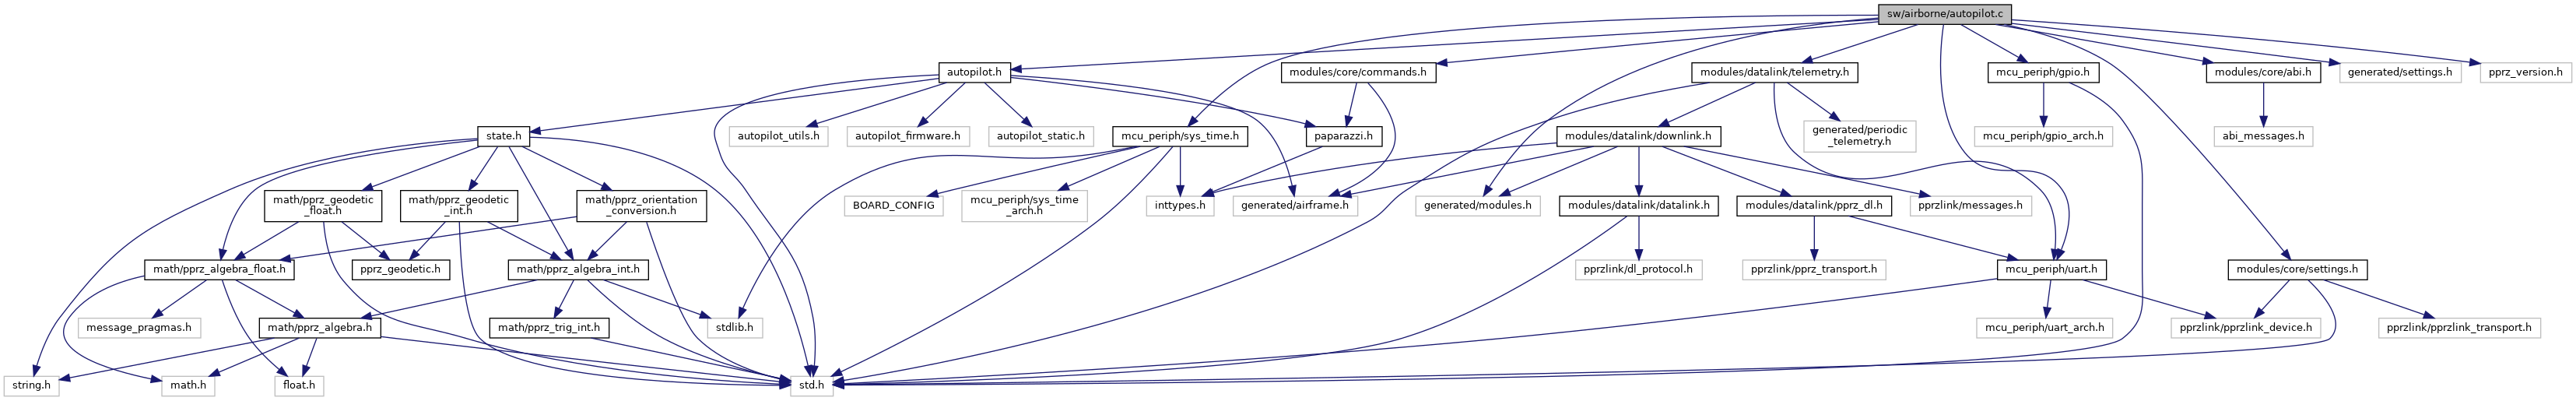 sw/airborne/autopilot.c
autopilot.h
modules/core/commands.h
modules/datalink/telemetry.h
mcu_periph/gpio.h
modules/core/abi.h
generated/settings.h
pprz_version.h
state.h
autopilot_utils.h
autopilot_firmware.h
autopilot_static.h
mcu_periph/sys_time.h
paparazzi.h
modules/datalink/downlink.h
generated/periodic
_telemetry.h
mcu_periph/gpio_arch.h
abi_messages.h
math/pprz_geodetic
_float.h
math/pprz_geodetic
_int.h
math/pprz_orientation
_conversion.h
BOARD_CONFIG
mcu_periph/sys_time
_arch.h
inttypes.h
generated/airframe.h
generated/modules.h
modules/datalink/datalink.h
modules/datalink/pprz_dl.h
pprzlink/messages.h
math/pprz_algebra_float.h
pprz_geodetic.h
math/pprz_algebra_int.h
pprzlink/dl_protocol.h
pprzlink/pprz_transport.h
mcu_periph/uart.h
modules/core/settings.h
message_pragmas.h
math/pprz_algebra.h
math/pprz_trig_int.h
stdlib.h
mcu_periph/uart_arch.h
pprzlink/pprzlink_device.h
pprzlink/pprzlink_transport.h
string.h
math.h
float.h
std.h